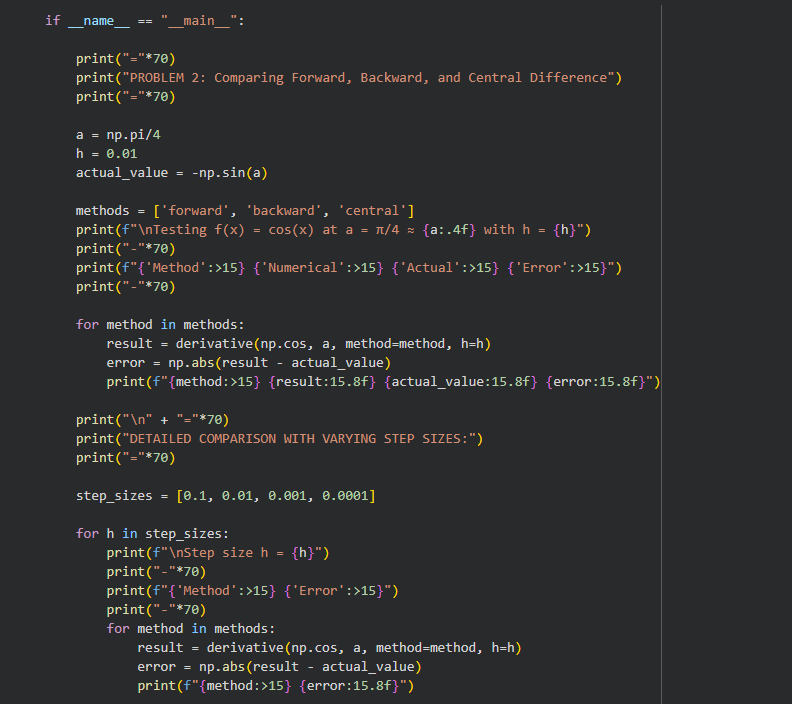 if __name__ == "__main__":
print("="*70)
print("PROBLEM 2: Comparing Forward, Backward, and Central Difference")
print("="*70)
a = np.pi/4
h = 0.01
actual_value = -np.sin(a)
methods = ['forward', 'backward', 'central']
print(f"\nTesting f(x) = cos(x) at a = π/4 ≈ {a:.4f} with h = {h}")
print("-"*70)
print(f"{'Method':>15} {'Numerical':>15} {'Actual':>15} {'Error':>15}")
print("-"*70)
for method in methods:
result = derivative(np.cos, a, method=method, h=h)
error = np.abs(result - actual_value)
print(f"{method:>15} {result:15.8f} {actual_value:15.8f} {error:15.8f}")
print("\n" + "="*70)
print("DETAILED COMPARISON WITH VARYING STEP SIZES:")
print("="*70)
step_sizes = [0.1, 0.01, 0.001, 0.0001]
for h in step_sizes:
print(f"\nStep size h = {h}")
print("-"*70)
print(f"{'Method':>15} {'Error':>15}")
print("-"*70)
for method in methods:
result = derivative(np.cos, a, method=method, h=h)
error = np.abs(result - actual_value)
print(f"{method:>15} {error:15.8f}")